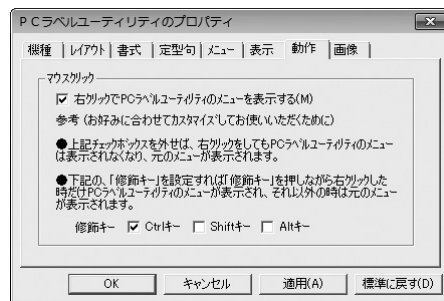 PCラベルユーティリティのプロパティ
機種 レイアウト 書式 定型句 メニュー 表示 動作 画像
マウスクリック
右クリックでPCラベルユーティリティのメニューを表示する(M)
参考 (お好みに合わせてカスタマイズしてお使いいただくために)
●上記チェックボックスを外せば、右クリックをしてもPCラベルユーティリティのメニュー
は表示されなくなり、元のメニューが表示されます。
●下記の、「修飾キー」を設定すれば「修飾キー」を押しながら右クリックした
時だけPCラベルユーティリティのメニューが表示され、それ以外の時は元のメニュー
が表示されます。
修飾キー Ctrlキー Shiftキー Altキー
OK キャンセル 適用(A) 標準に戻す(D)